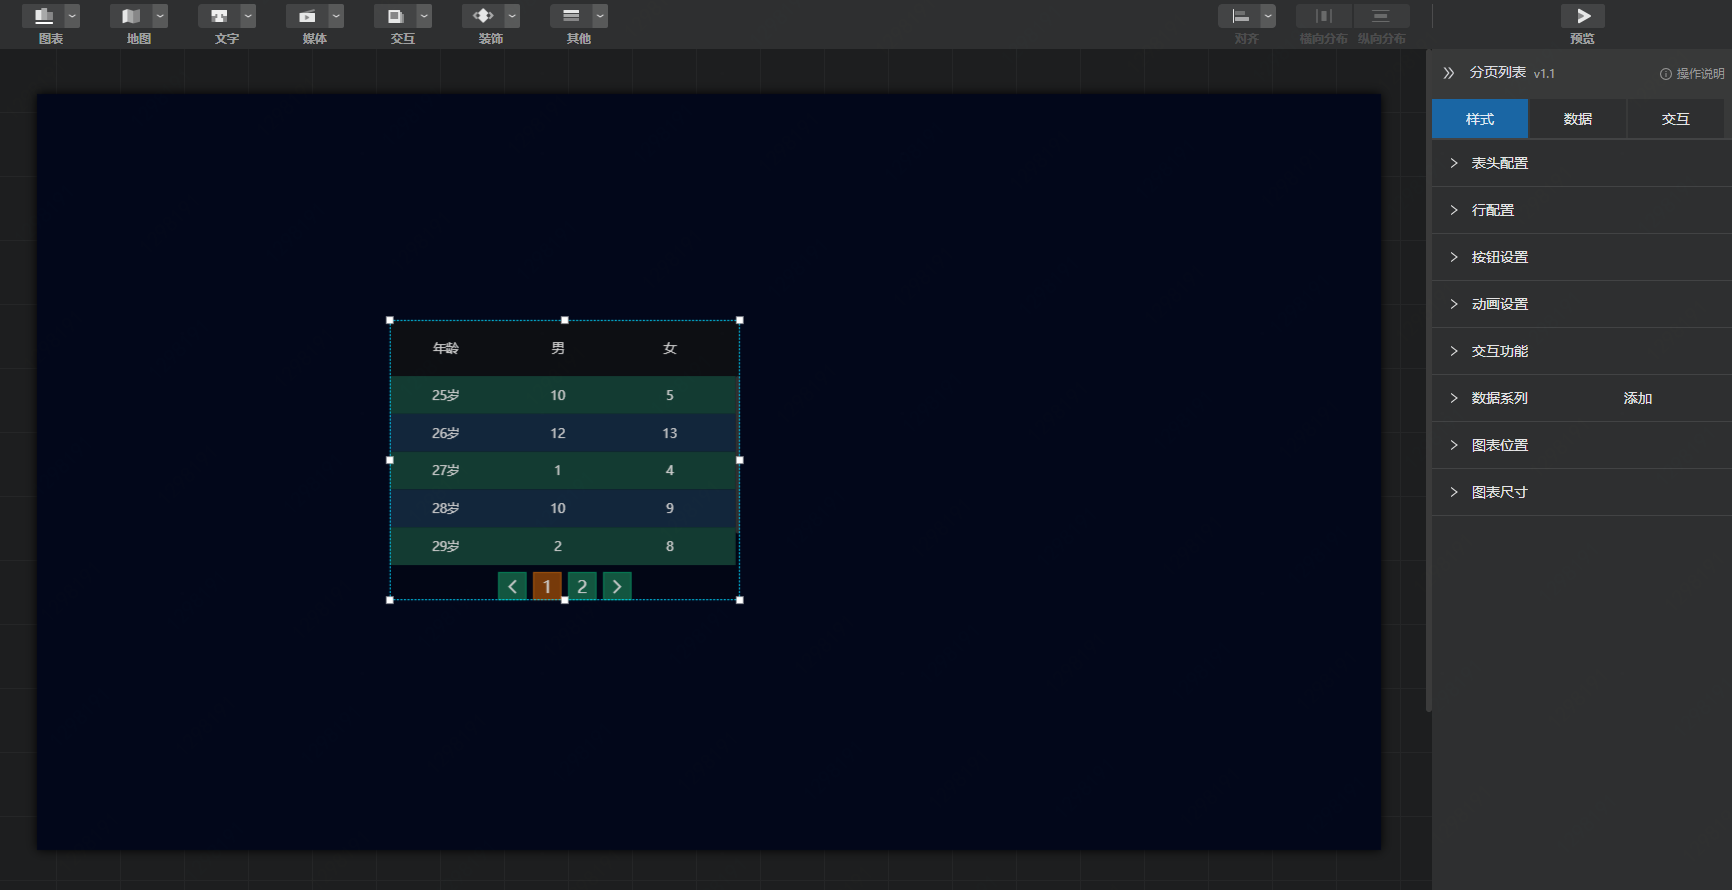 图表 地图 文字 媒体 交互 装饰 其他 对齐 横向分布 纵向分布 预览
分页列表 v1.1 操作说明
样式 数据 交互
表头配置
行配置
按钮设置
动画设置
交互功能
数据系列 添加
图表位置
图表尺寸
年龄 男 女
25岁 10 5
26岁 12 13
27岁 1 4
28岁 10 9
29岁 2 8
1 2